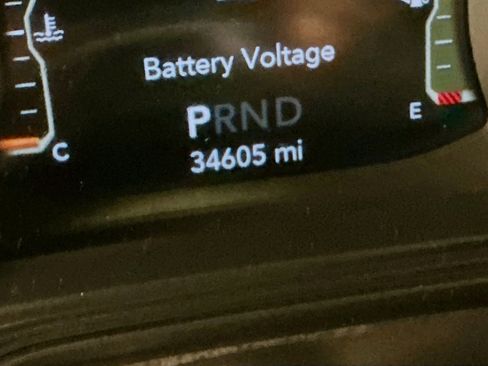 Battery Voltage
PRND
E
C
34605 mi